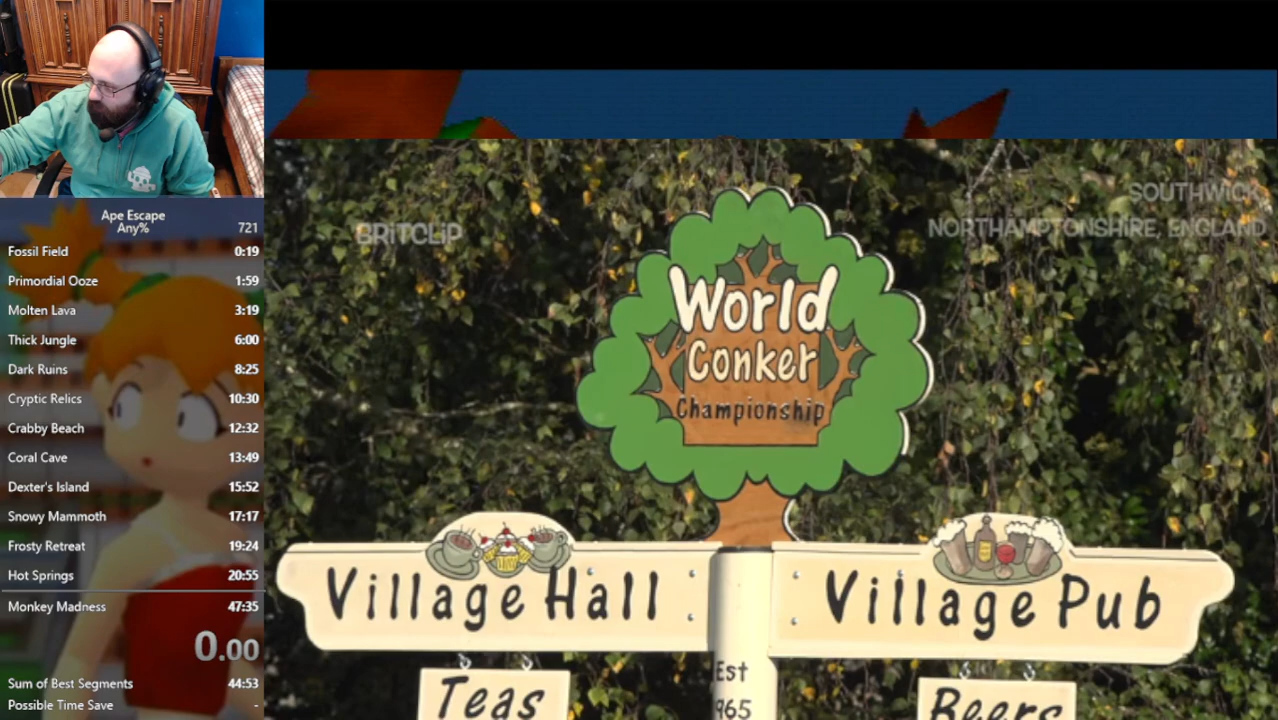 Ape Escape
Any% 721
Fossil Field 0:19
Primordial Ooze 1:59
Molten Lava 3:19
Thick Jungle 6:00
Dark Ruins 8:25
Cryptic Relics 10:30
Crabby Beach 12:32
Coral Cave 13:49
Dexter's Island 15:52
Snowy Mammoth 17:17
Frosty Retreat 19:24
Hot Springs 20:55
Monkey Madness 47:35
0.00
Sum of Best Segments 44:53
Possible Time Save -
BRiTCLiP
SOUTHWICK,
NORTHAMPTONSHIRE, ENGLAND
World
Conker
Championship
Village Hall
Village Pub
Est
1965
Teas
Beers